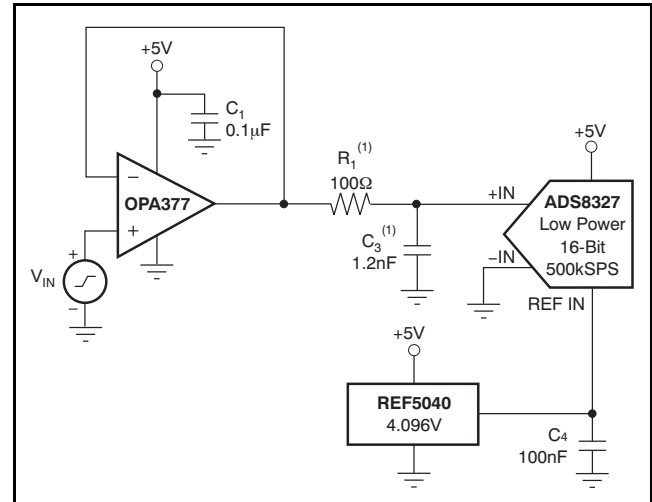 +5V
C1
0.1μF
−
OPA377
+
+
VIN
−
R1(1)
100Ω
C3(1)
1.2nF
+5V
+IN
−IN
ADS8327
Low Power
16-Bit
500kSPS
REF IN
+5V
REF5040
4.096V
C4
100nF